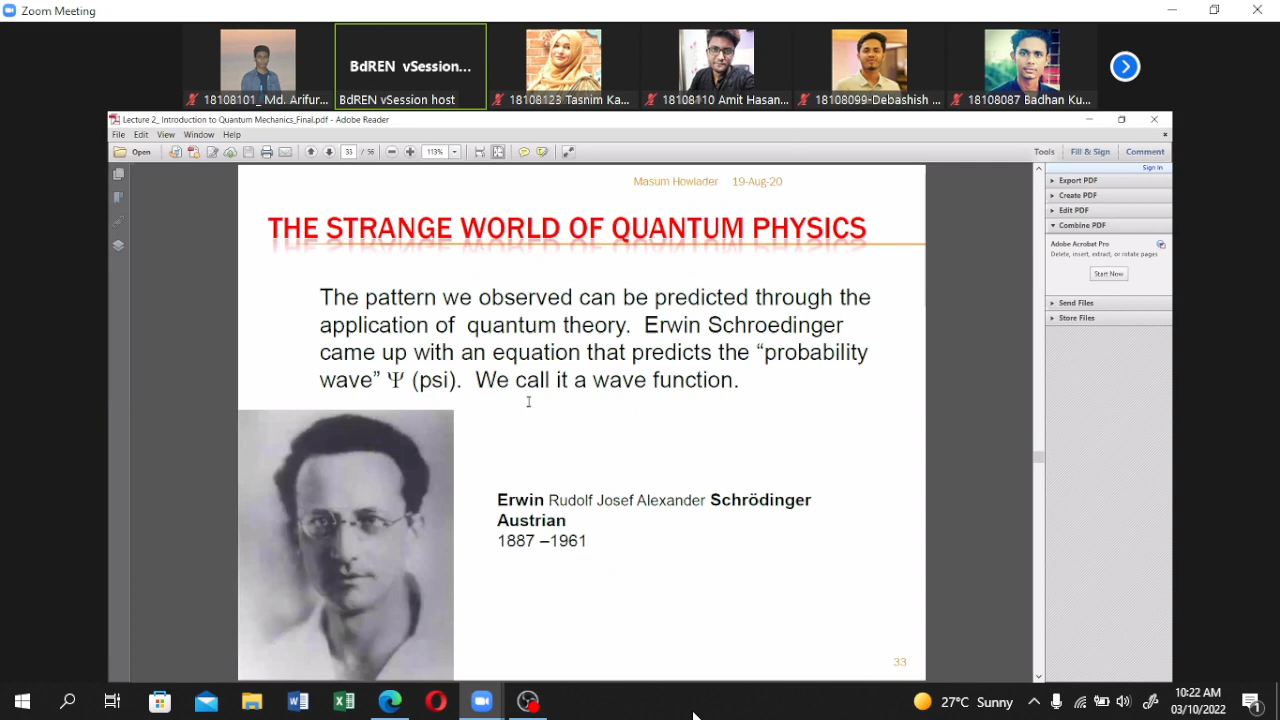 Zoom Meeting
BdREN vSession...
18108101_ Md. Arifur...
BdREN vSession host
18108123 Tasnim Ka...
18108110 Amit Hasan...
18108099-Debashish ...
18108087 Badhan Ku...
Lecture 2_ Introduction to Quantum Mechanics_Final.pdf - Adobe Reader
File Edit View Window Help
Open 33 / 56 113% Tools Fill & Sign Comment
Sign In
Export PDF
Create PDF
Edit PDF
Combine PDF
Adobe Acrobat Pro
Delete, insert, extract, or rotate pages
Start Now
Send Files
Store Files
Masum Howlader 19-Aug-20
THE STRANGE WORLD OF QUANTUM PHYSICS
The pattern we observed can be predicted through the
application of quantum theory. Erwin Schroedinger
came up with an equation that predicts the “probability
wave” Ψ (psi). We call it a wave function.
Erwin Rudolf Josef Alexander Schrödinger
Austrian
1887 –1961
33
27°C Sunny
10:22 AM
03/10/2022
1